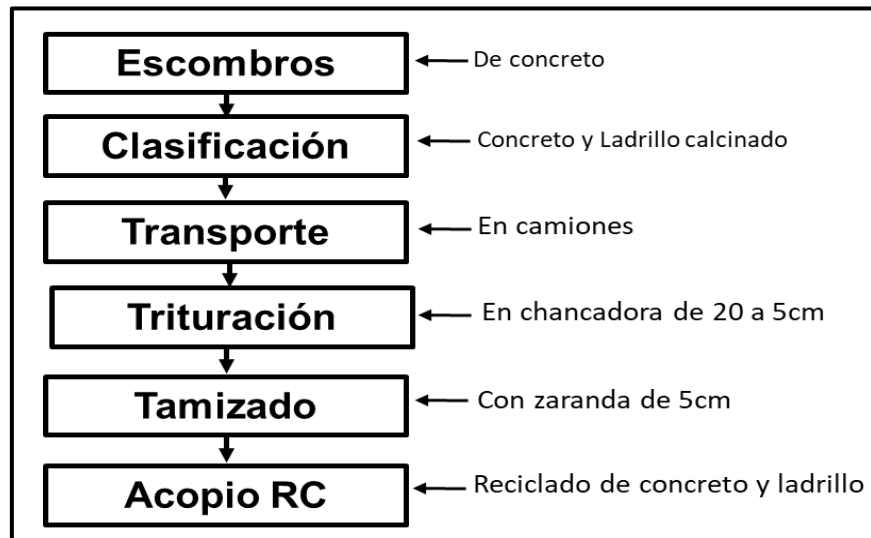 Escombros
De concreto
Clasificación
Concreto y Ladrillo calcinado
Transporte
En camiones
Trituración
En chancadora de 20 a 5cm
Tamizado
Con zaranda de 5cm
Acopio RC
Reciclado de concreto y ladrillo